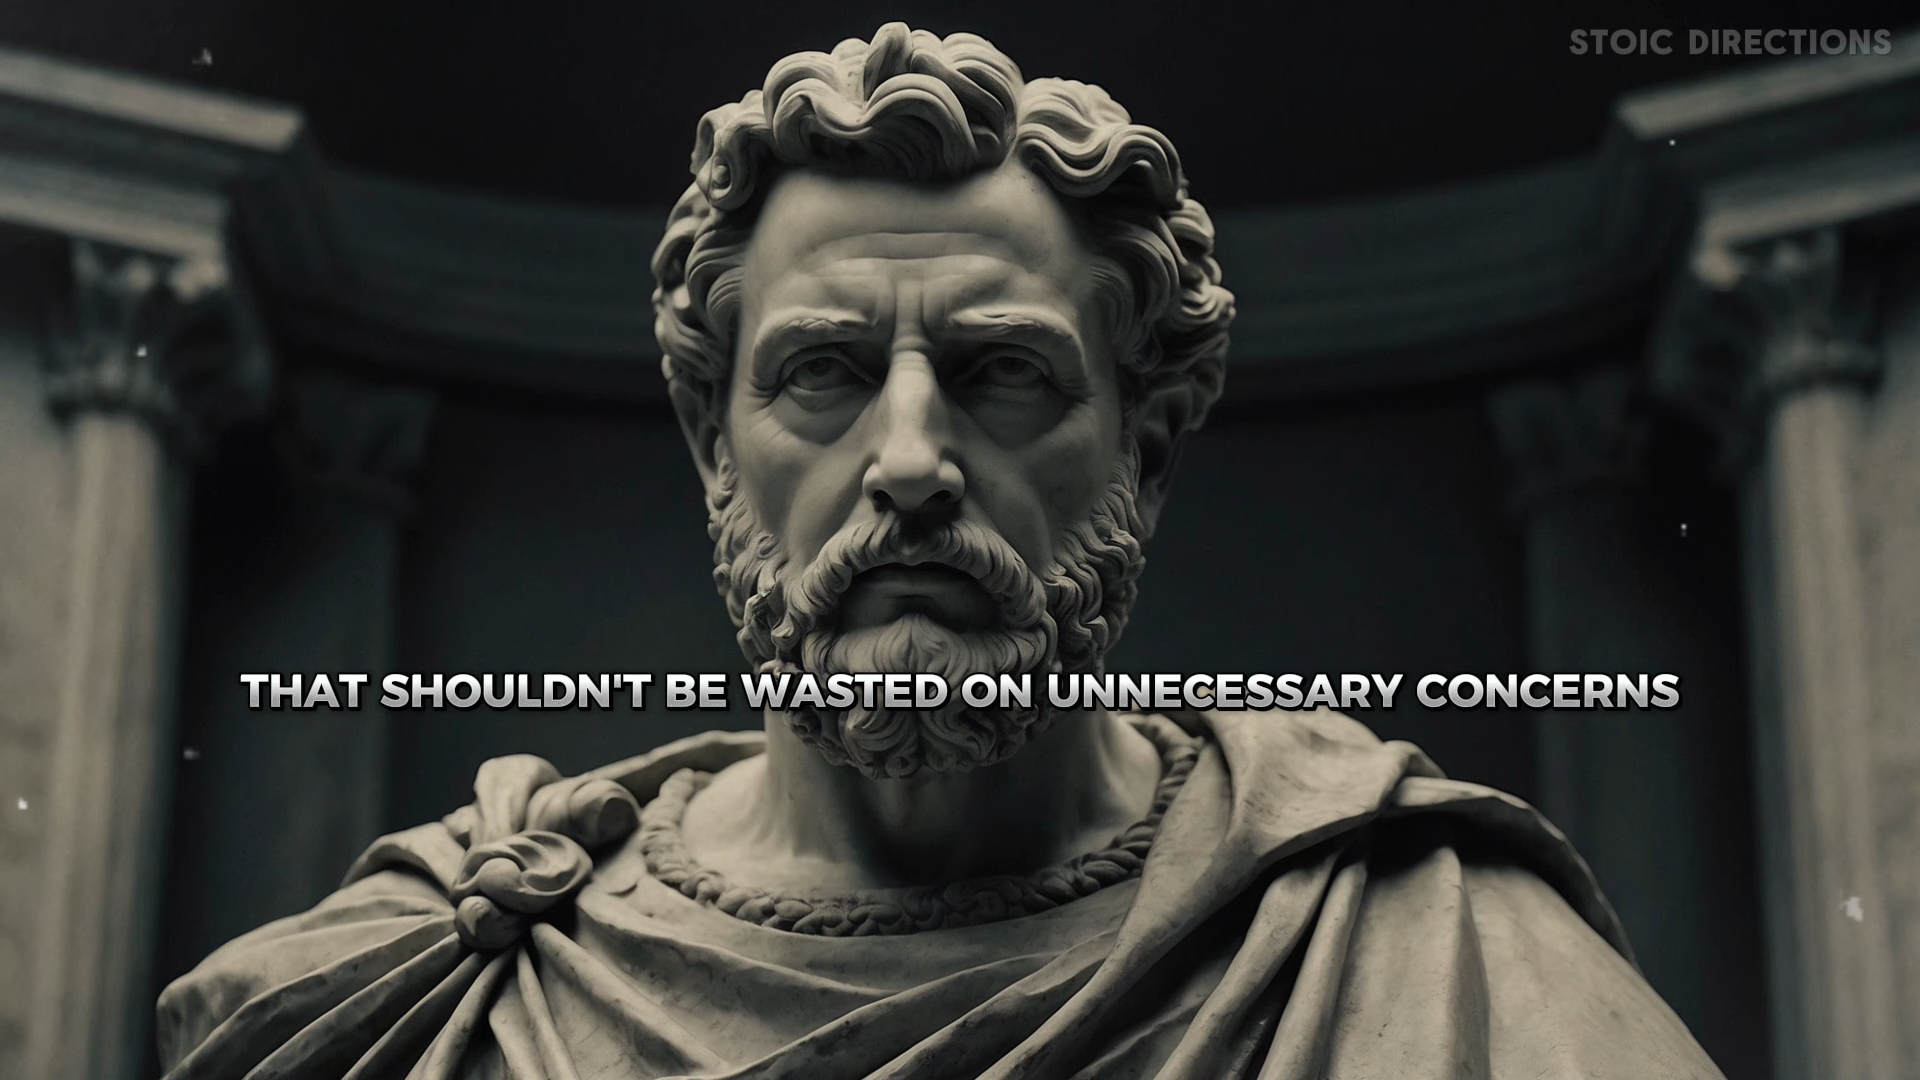 STOIC DIRECTIONS
THAT SHOULDN'T BE WASTED ON UNNECESSARY CONCERNS